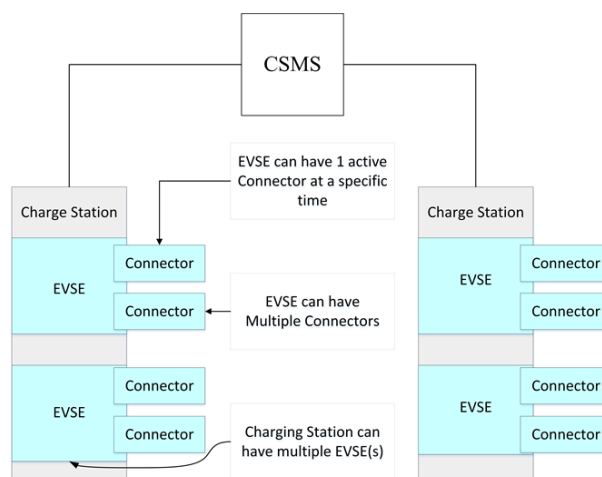 CSMS
EVSE can have 1 active
Connector at a specific
time
Charge Station
Charge Station
Connector
EVSE
Connector
EVSE can have
Multiple Connectors
Connector
EVSE
Connector
Connector
EVSE
Connector
Charging Station can
have multiple EVSE(s)
Connector
EVSE
Connector